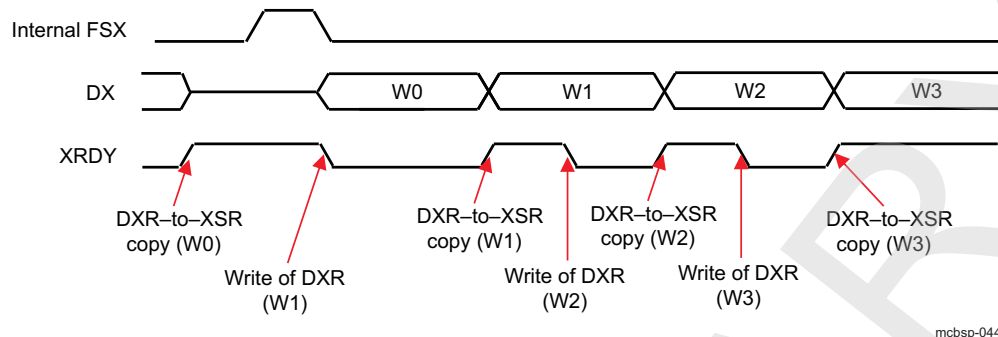 Internal FSX
DX
W0
W1
W2
W3
XRDY
DXR–to–XSR
copy (W0)
Write of DXR
(W1)
DXR–to–XSR
copy (W1)
Write of DXR
(W2)
DXR–to–XSR
copy (W2)
Write of DXR
(W3)
DXR–to–XSR
copy (W3)
mcbsp-044